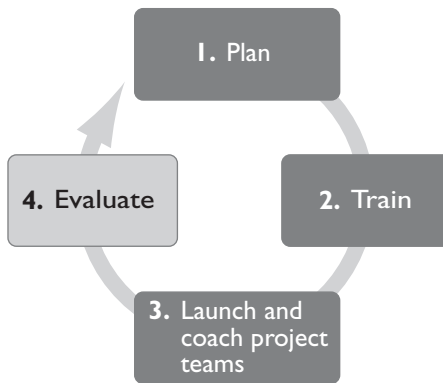 1. Plan
2. Train
4. Evaluate
3. Launch and
coach project
teams